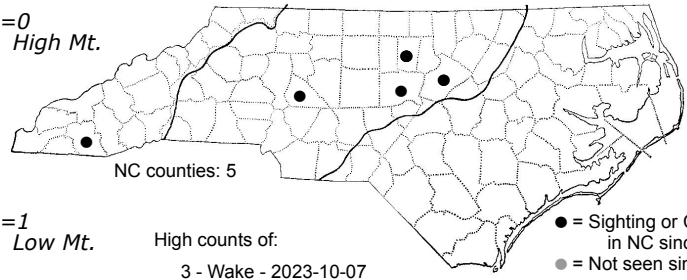 =0
High Mt.
NC counties: 5
=1
Low Mt.
High counts of:
3 - Wake - 2023-10-07
● = Sighting or
in NC sinc
● = Not seen sin